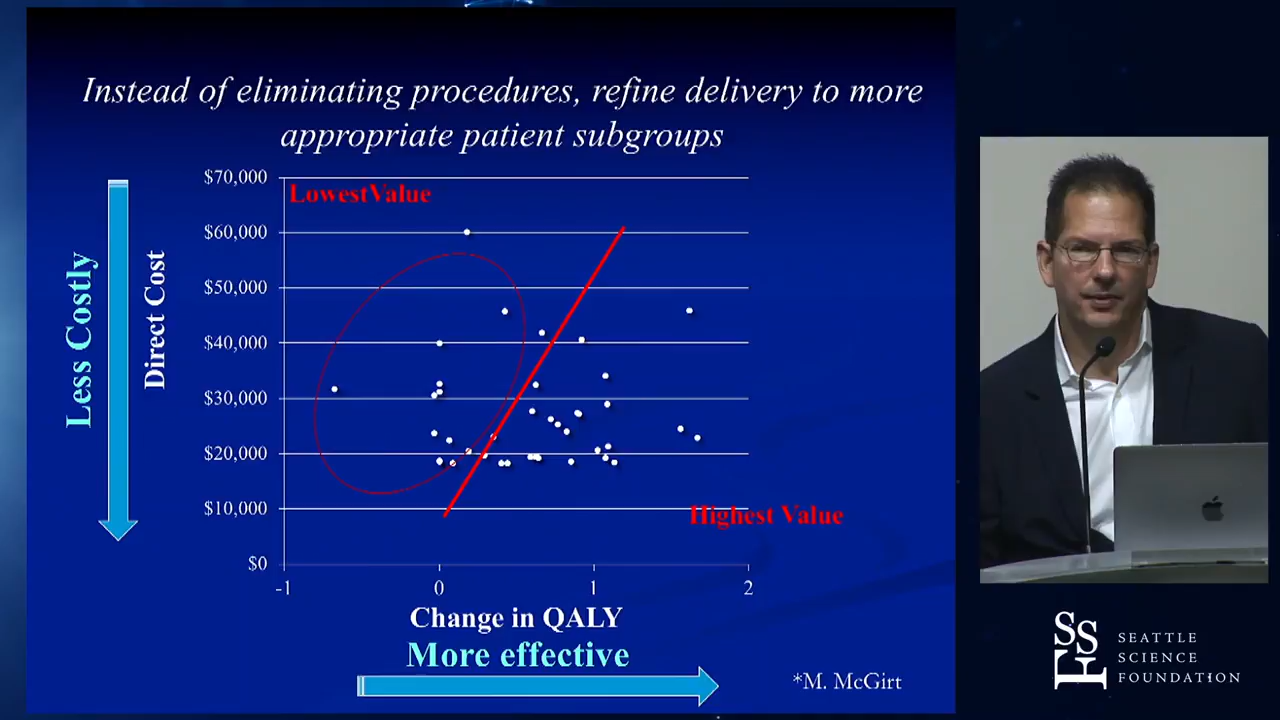 Instead of eliminating procedures, refine delivery to more
appropriate patient subgroups
Less Costly
Direct Cost
$70,000
$60,000
$50,000
$40,000
$30,000
$20,000
$10,000
$0
LowestValue
Highest Value
-1
0
1
2
Change in QALY
More effective
*M. McGirt
SSF
SEATTLE
SCIENCE
FOUNDATION